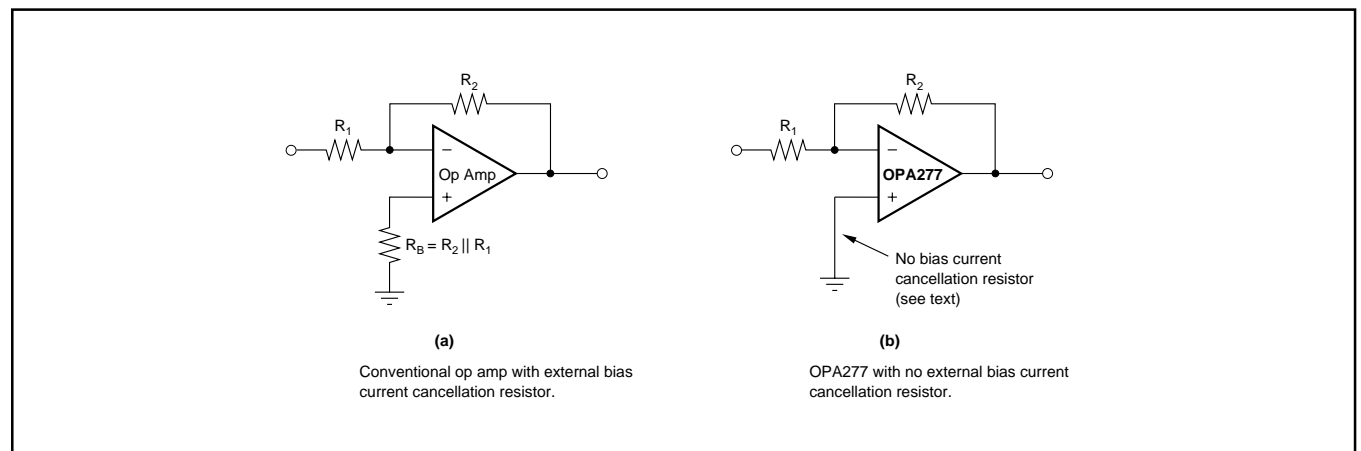 R2
R1
−
Op Amp
+
RB = R2 || R1
(a)
Conventional op amp with external bias
current cancellation resistor.
R2
R1
−
OPA277
+
No bias current
cancellation resistor
(see text)
(b)
OPA277 with no external bias current
cancellation resistor.